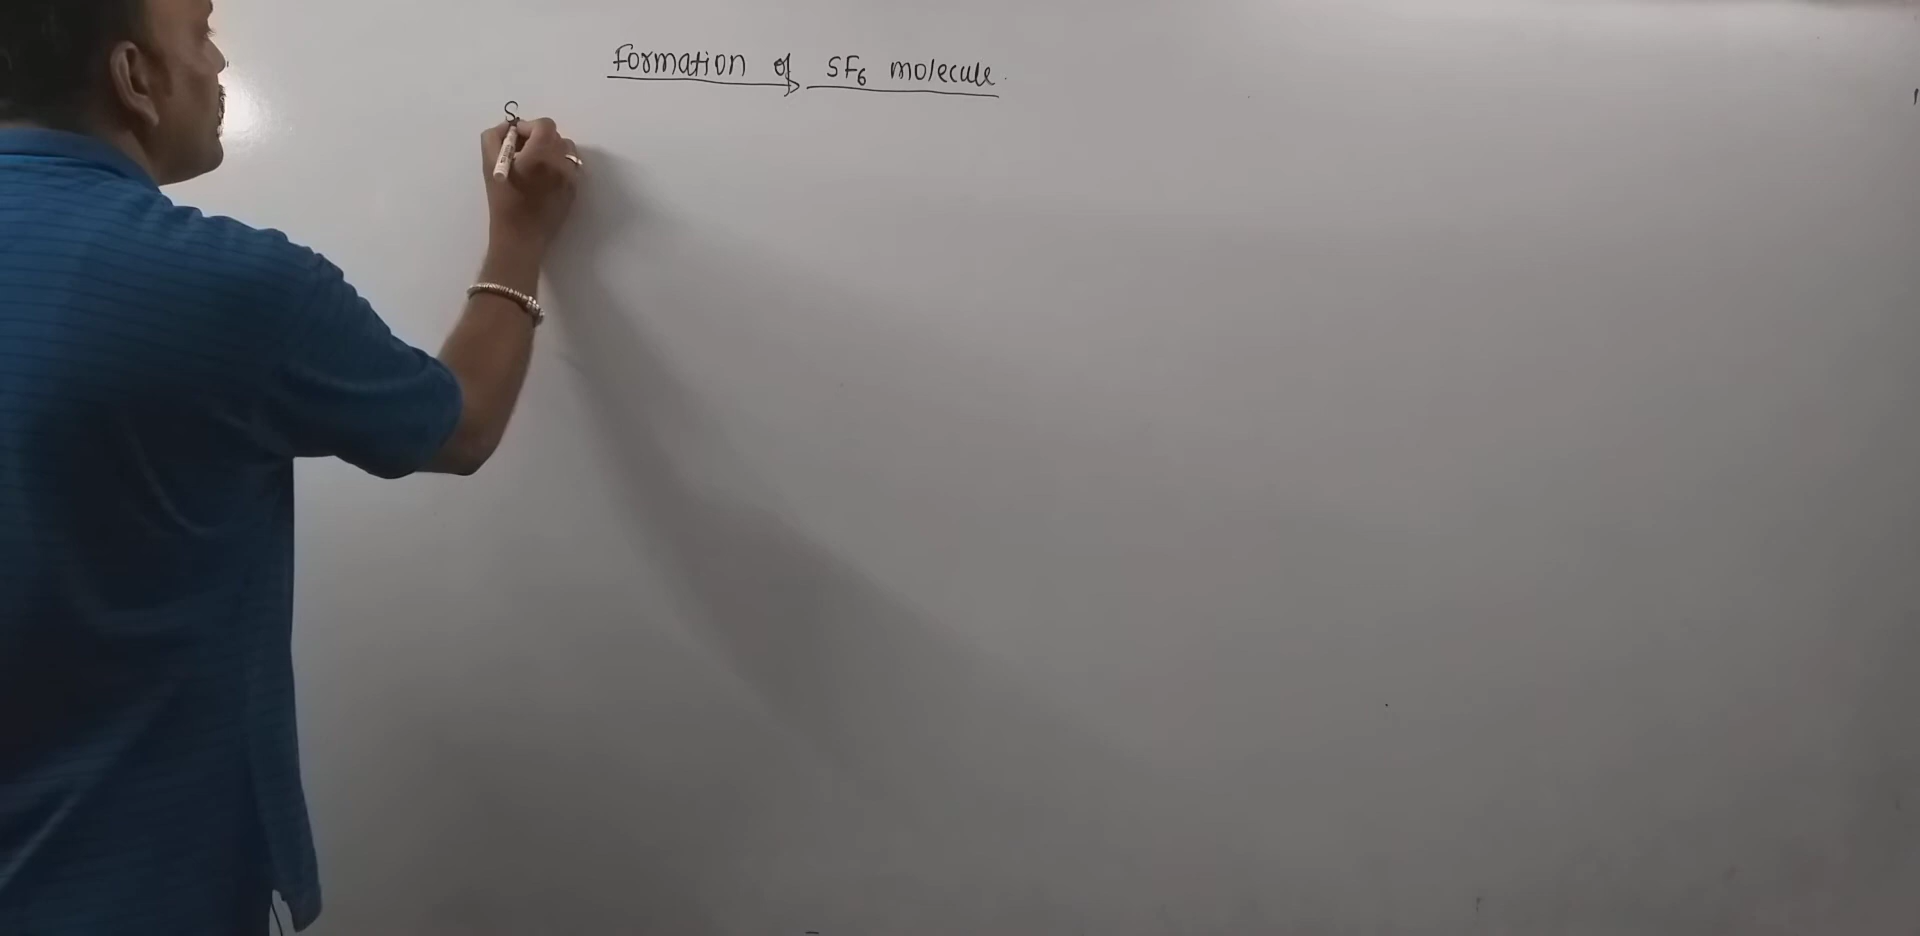 Formation of SF₆ molecule.
S